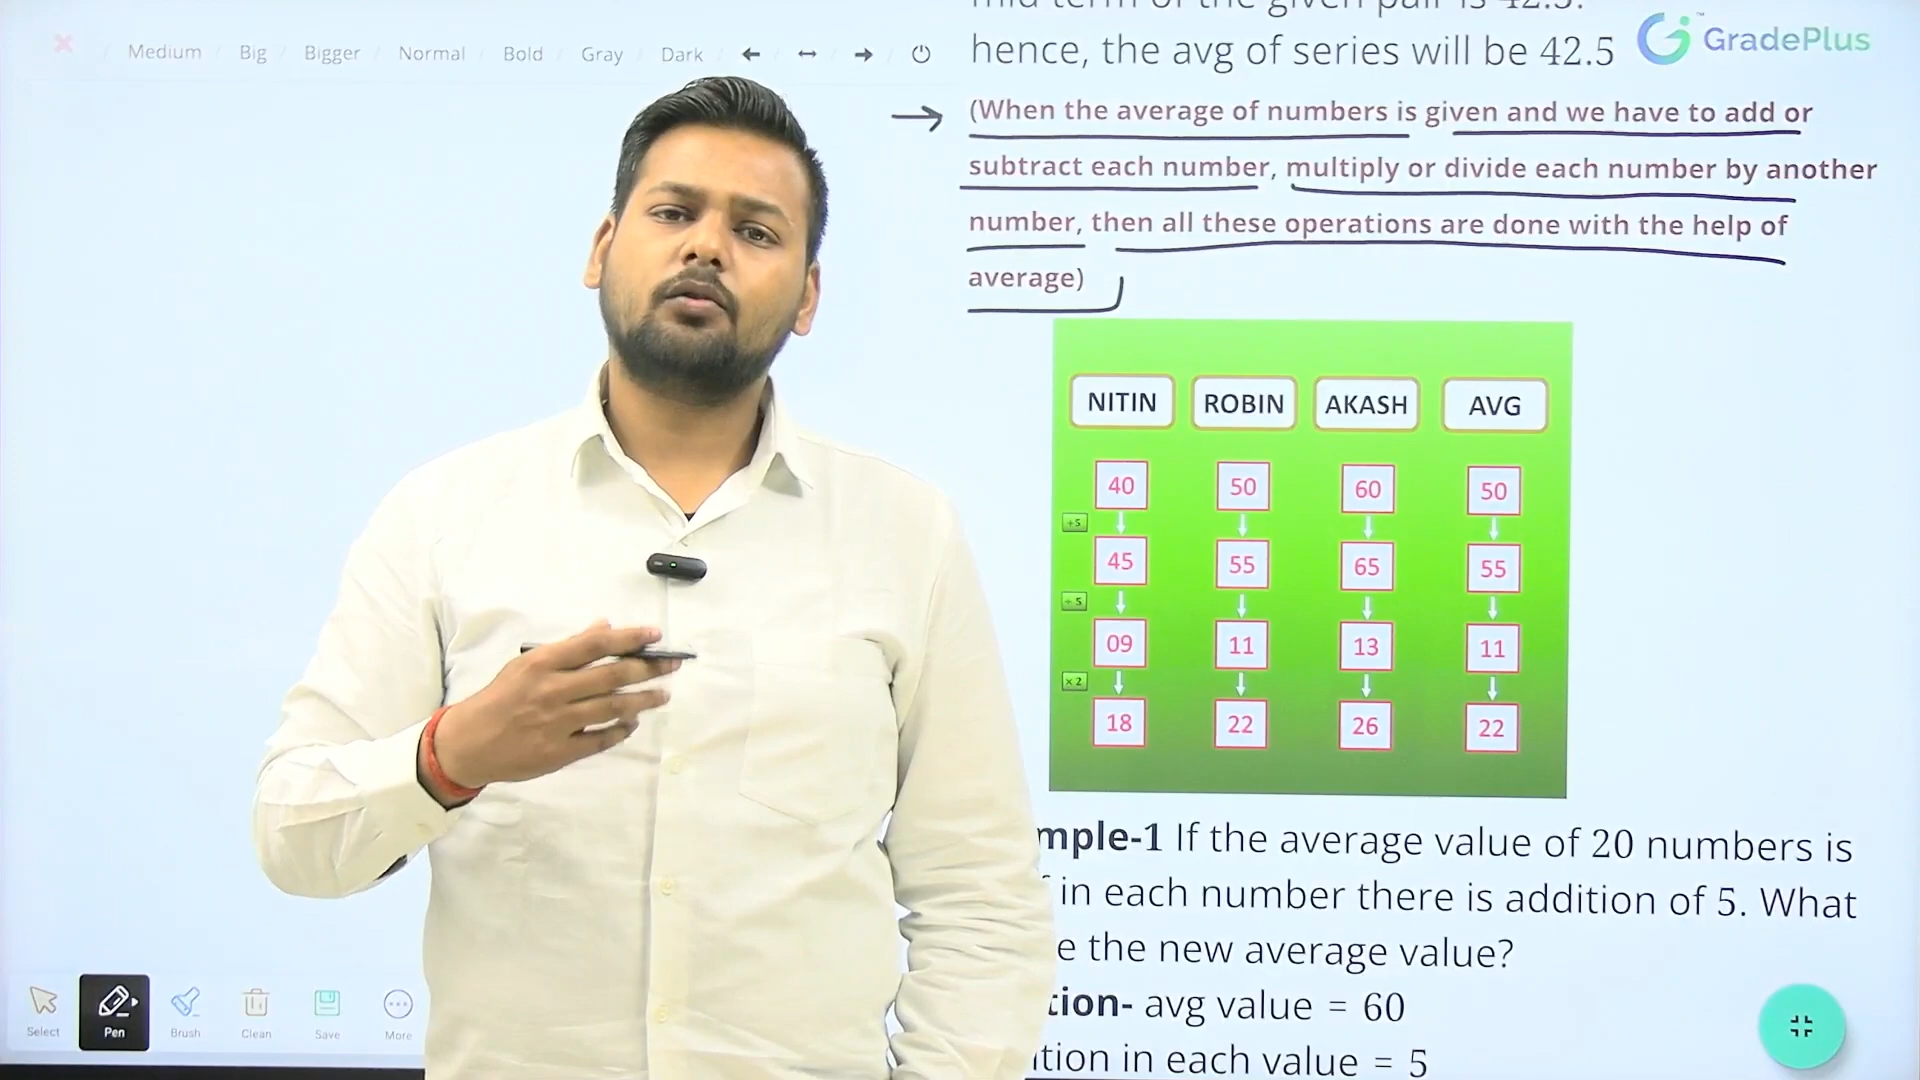 Medium Big Bigger Normal Bold Gray Dark
hence, the avg of series will be 42.5
GradePlus
(When the average of numbers is given and we have to add or
subtract each number, multiply or divide each number by another
number, then all these operations are done with the help of
average)
NITIN ROBIN AKASH AVG
40 50 60 50
+5
45 55 65 55
÷5
09 11 13 11
×2
18 22 26 22
mple-1 If the average value of 20 numbers is
in each number there is addition of 5. What
e the new average value?
tion- avg value = 60
tion in each value = 5
Select Pen Brush Clean Save More